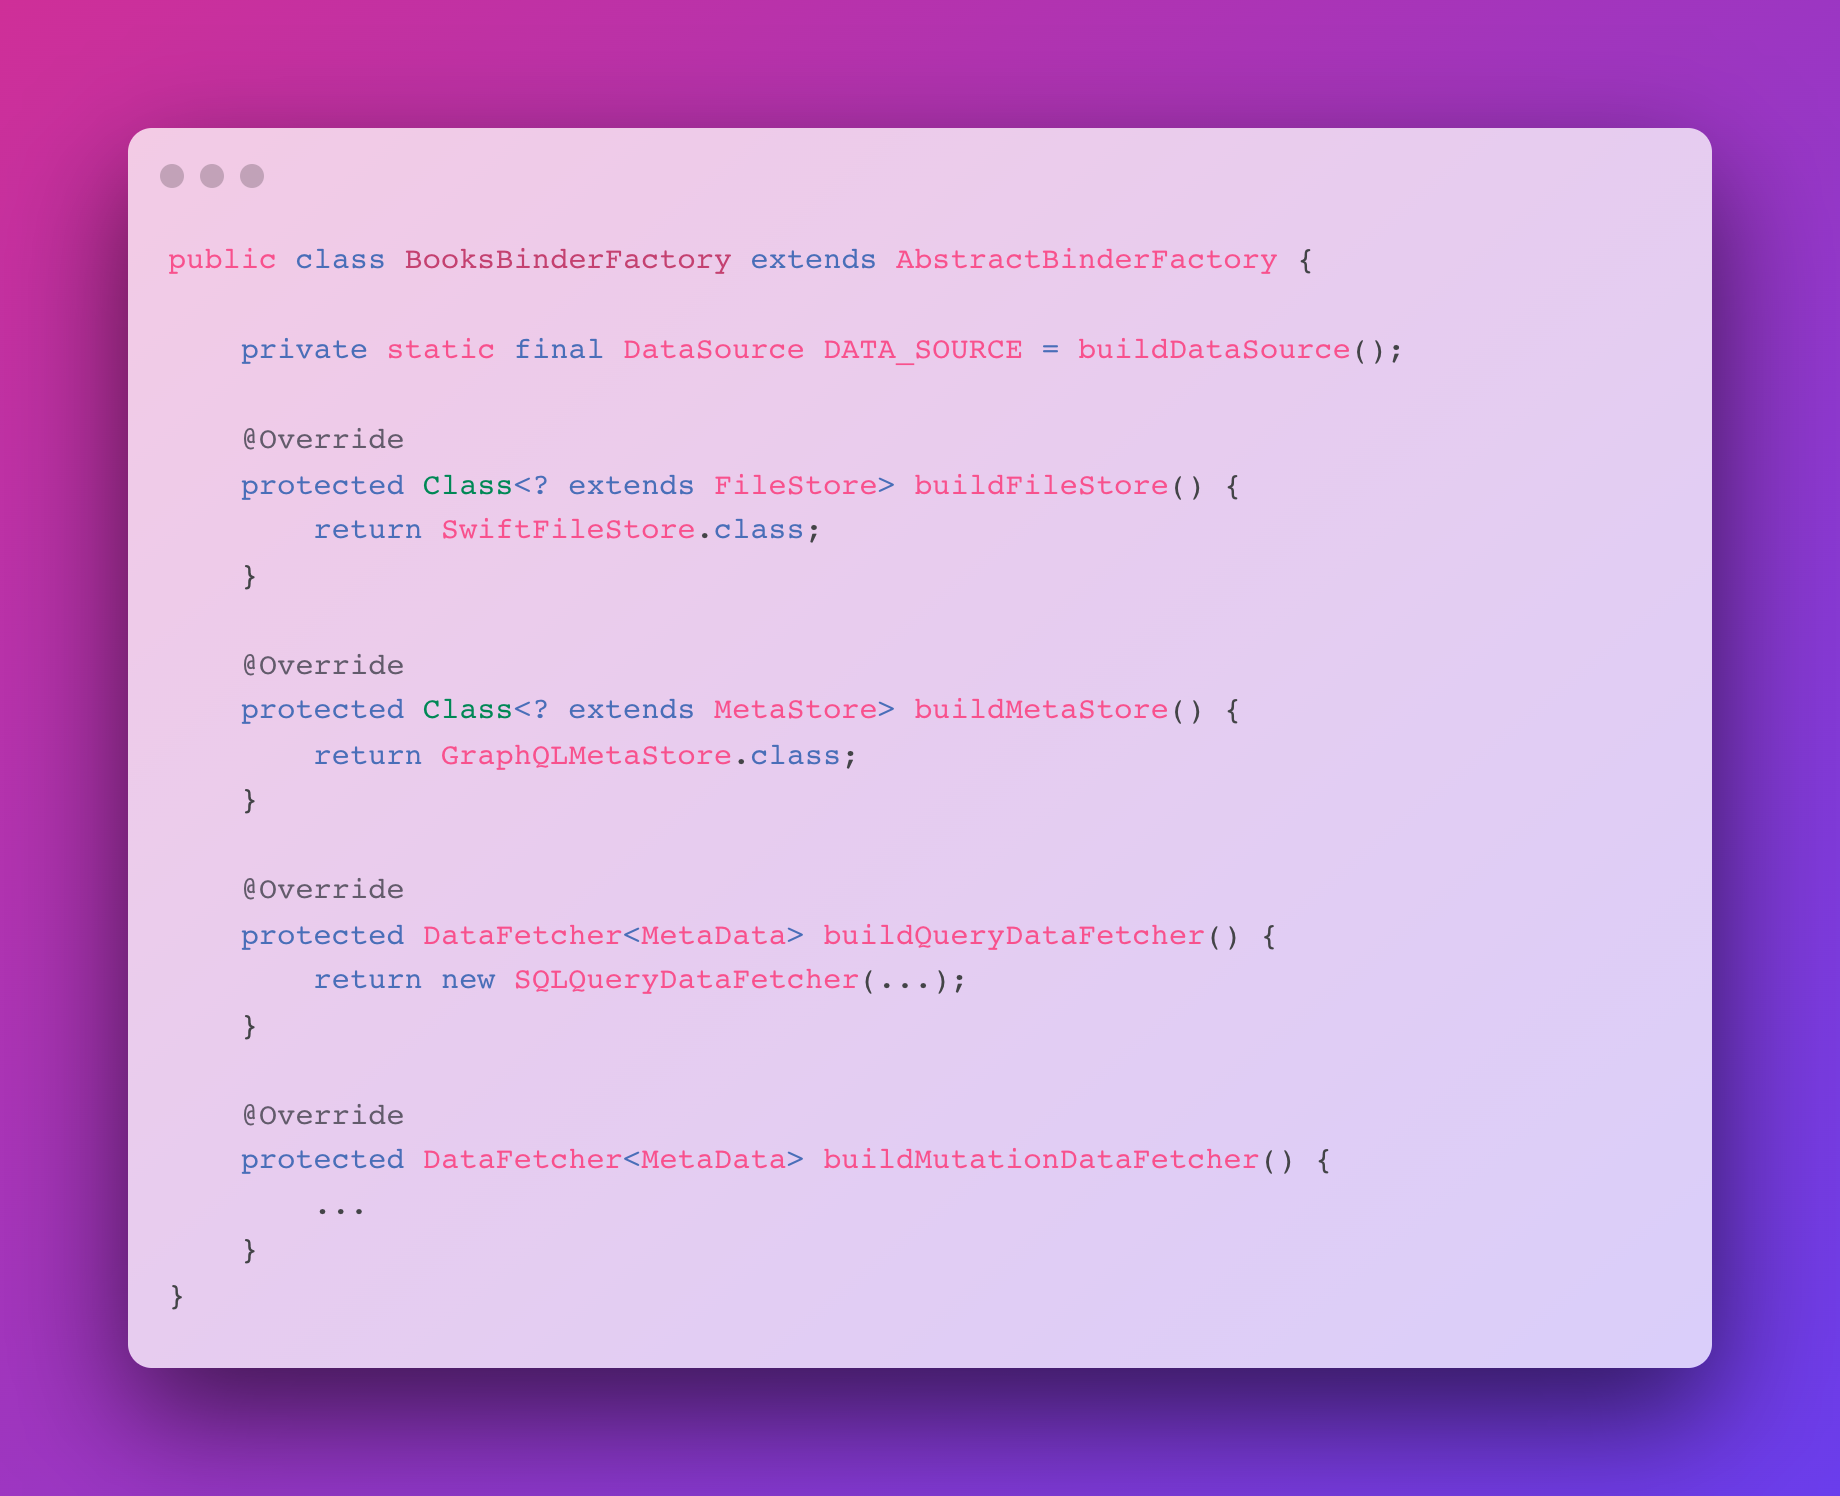 public class BooksBinderFactory extends AbstractBinderFactory {
    private static final DataSource DATA_SOURCE = buildDataSource();
    @Override
    protected Class<? extends FileStore> buildFileStore() {
        return SwiftFileStore.class;
    }
    @Override
    protected Class<? extends MetaStore> buildMetaStore() {
        return GraphQLMetaStore.class;
    }
    @Override
    protected DataFetcher<MetaData> buildQueryDataFetcher() {
        return new SQLQueryDataFetcher(...);
    }
    @Override
    protected DataFetcher<MetaData> buildMutationDataFetcher() {
        ...
    }
}